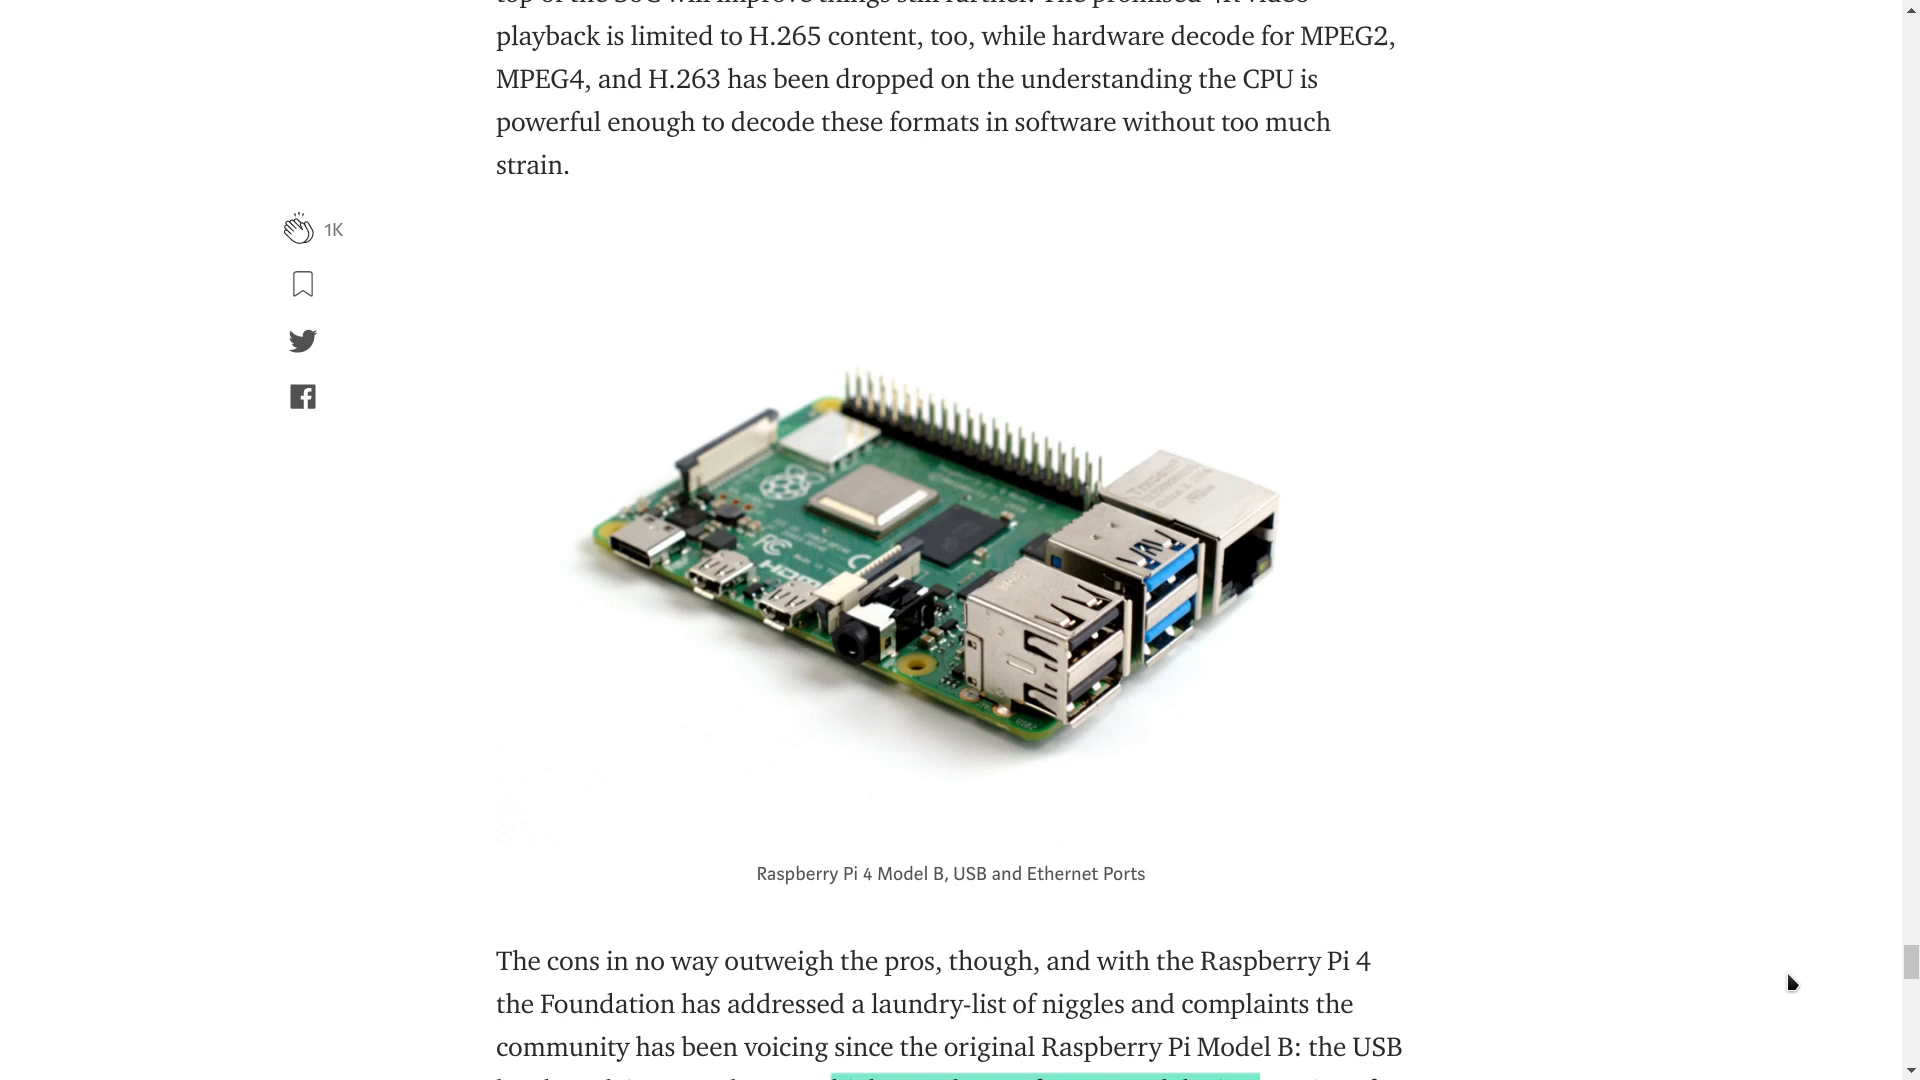 playback is limited to H.265 content, too, while hardware decode for MPEG2,
MPEG4, and H.263 has been dropped on the understanding the CPU is
powerful enough to decode these formats in software without too much
strain.
1K
FC
HDMI
USB2
Raspberry Pi 4 Model B, USB and Ethernet Ports
The cons in no way outweigh the pros, though, and with the Raspberry Pi 4
the Foundation has addressed a laundry-list of niggles and complaints the
community has been voicing since the original Raspberry Pi Model B: the USB